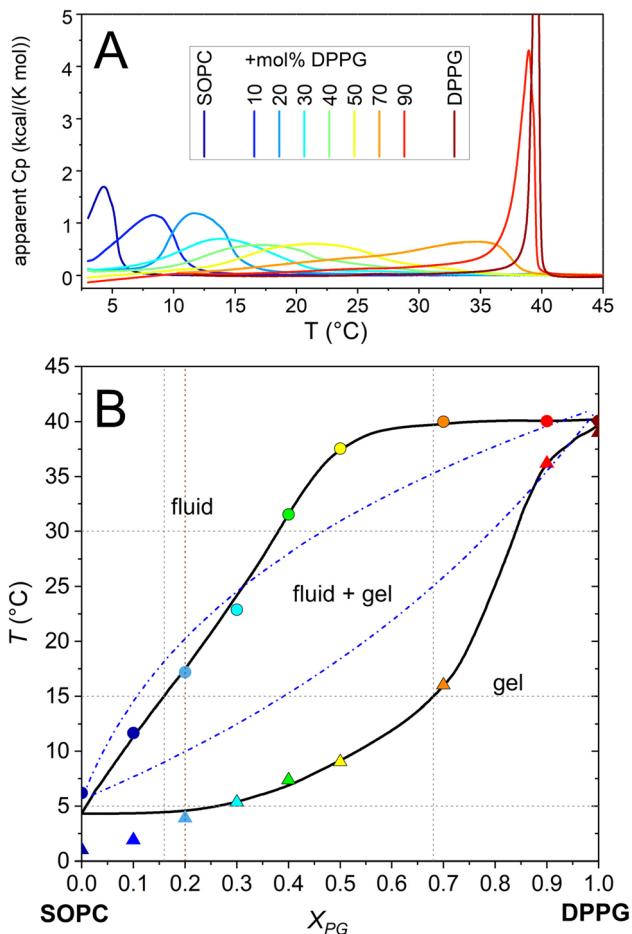 A
+mol% DPPG
SOPC
10
20
30
40
50
70
90
DPPG
apparent Cp (kcal/(K mol))
5
4
3
2
1
0
5 10 15 20 25 30 35 40 45
T (°C)
B
45
40
35
30
25
20
15
10
5
0
T (°C)
fluid
fluid + gel
gel
0.0 0.1 0.2 0.3 0.4 0.5 0.6 0.7 0.8 0.9 1.0
SOPC
X_PG
DPPG